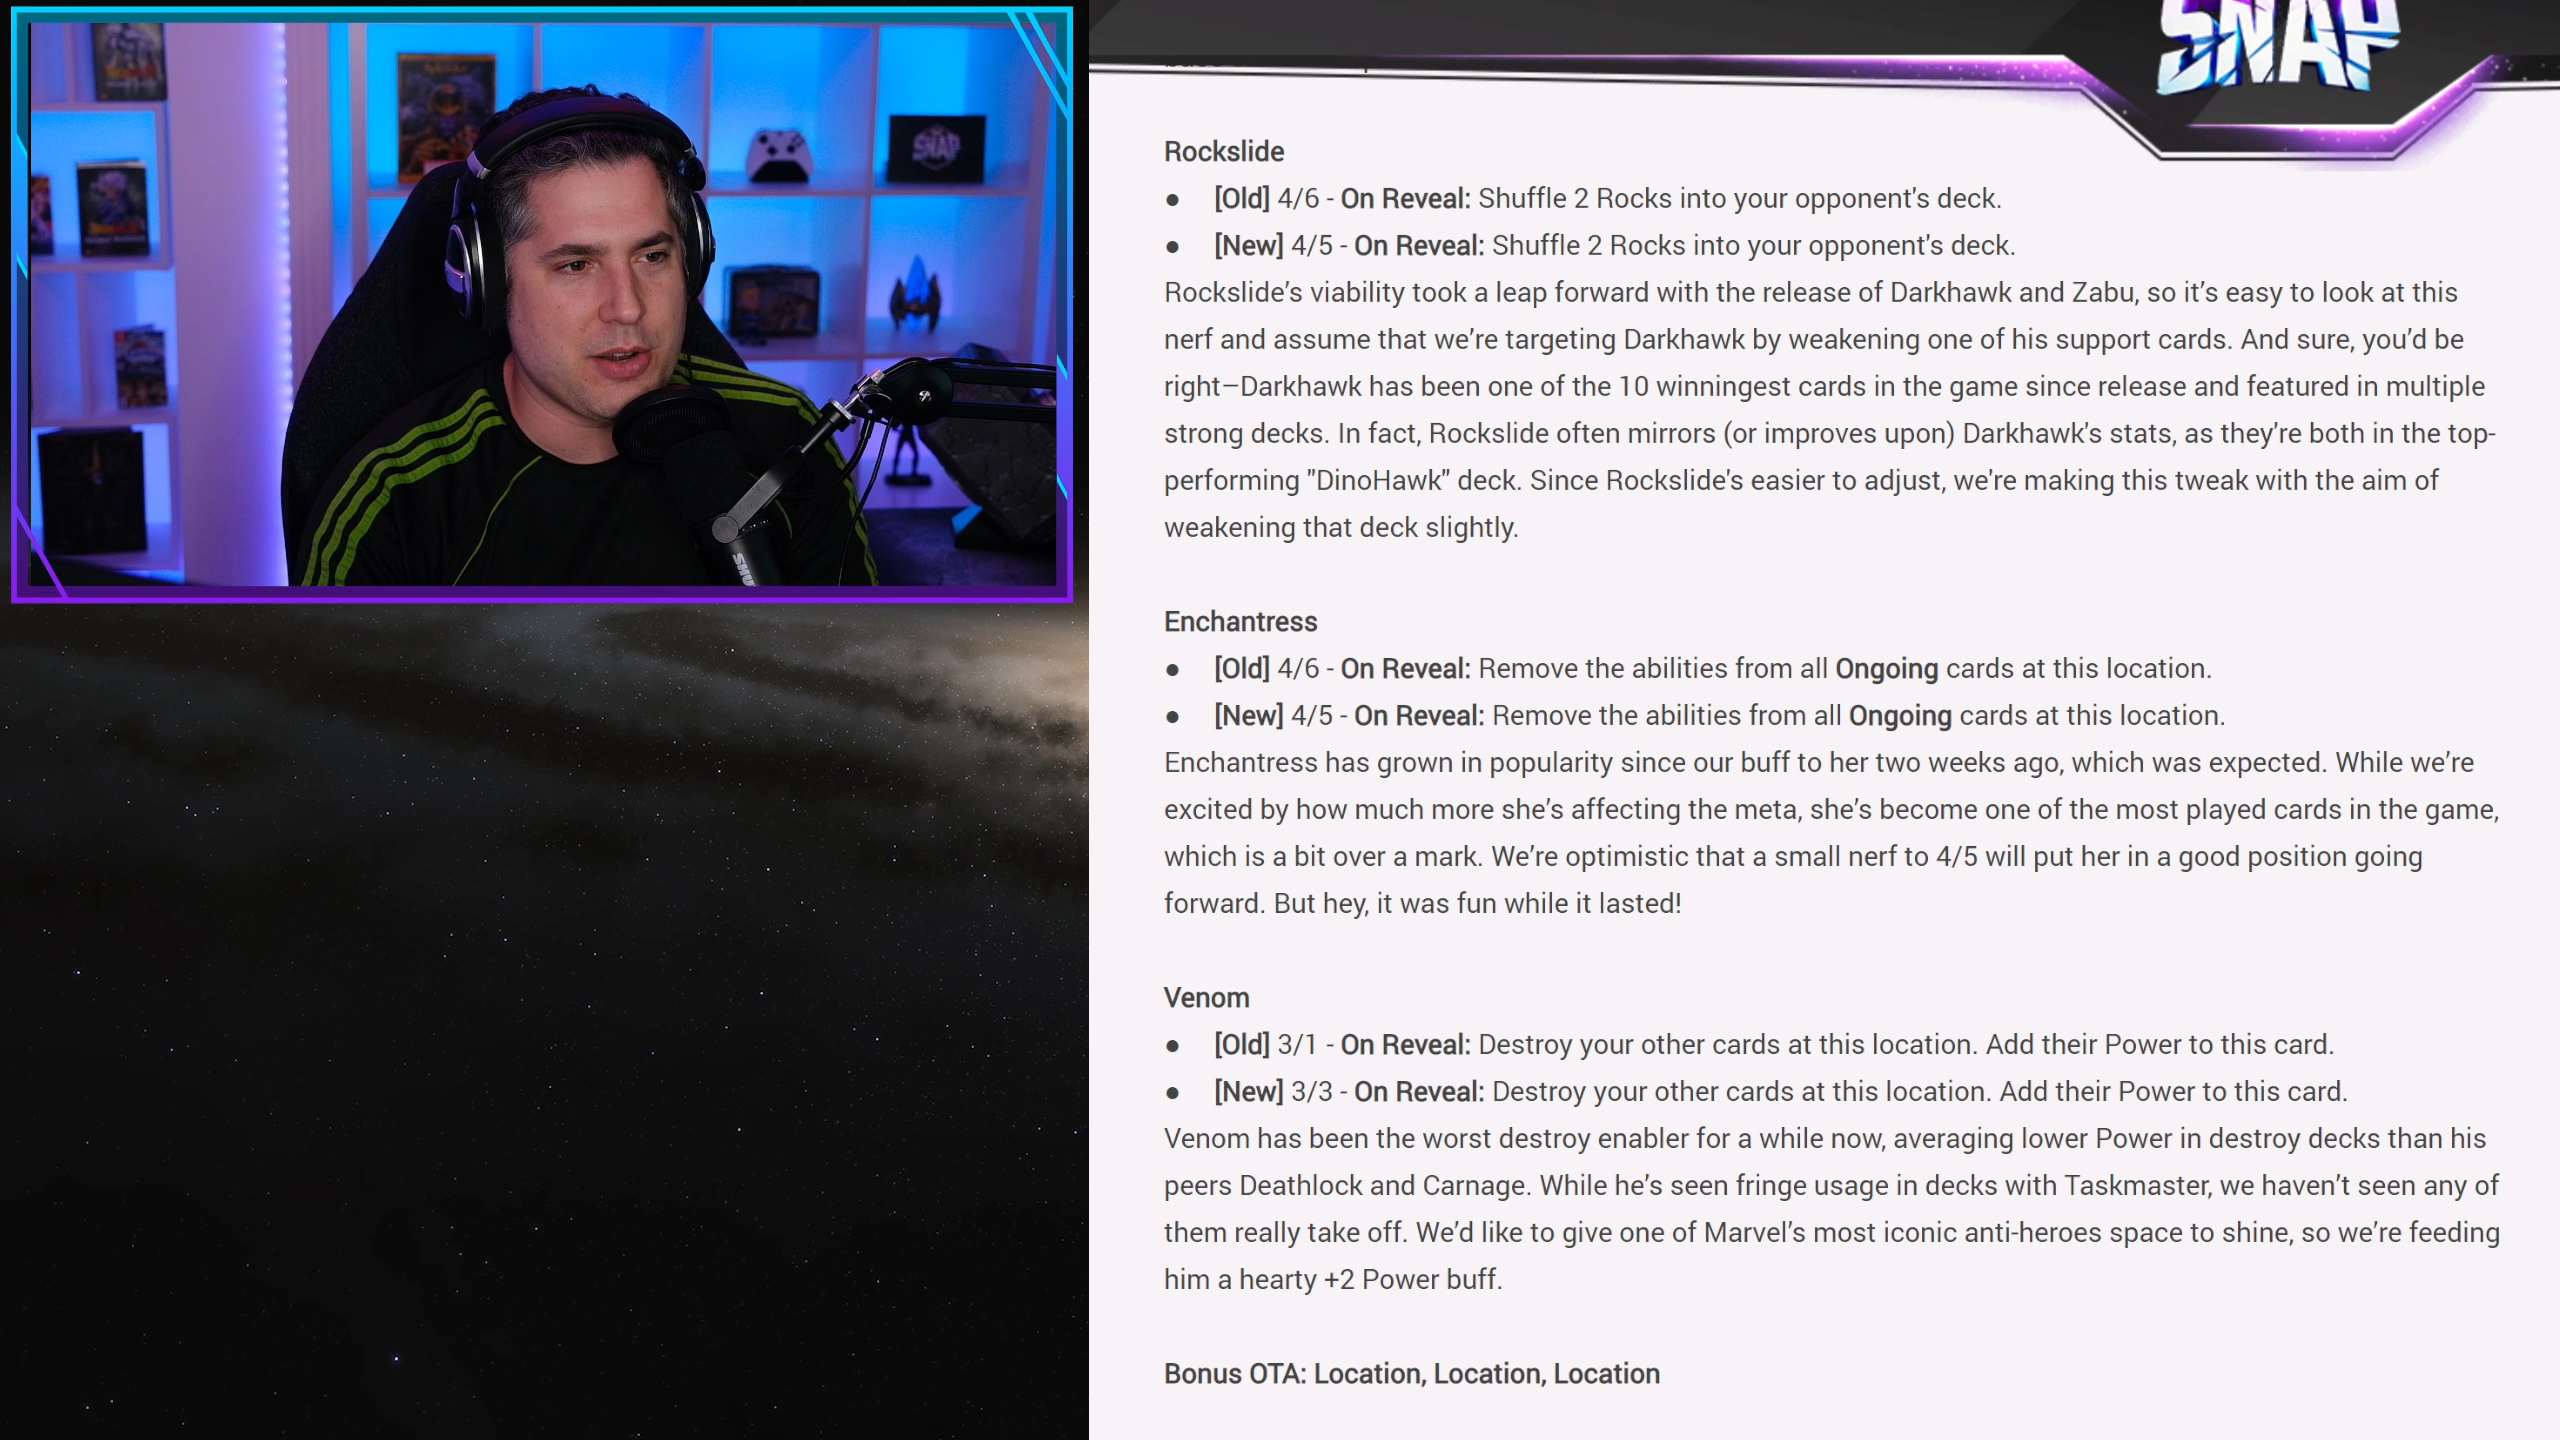 SNAP
SNAP
SHU
Rockslide
● [Old] 4/6 - On Reveal: Shuffle 2 Rocks into your opponent's deck.
● [New] 4/5 - On Reveal: Shuffle 2 Rocks into your opponent's deck.
Rockslide’s viability took a leap forward with the release of Darkhawk and Zabu, so it’s easy to look at this
nerf and assume that we’re targeting Darkhawk by weakening one of his support cards. And sure, you’d be
right–Darkhawk has been one of the 10 winningest cards in the game since release and featured in multiple
strong decks. In fact, Rockslide often mirrors (or improves upon) Darkhawk's stats, as they're both in the top-
performing "DinoHawk" deck. Since Rockslide's easier to adjust, we're making this tweak with the aim of
weakening that deck slightly.
Enchantress
● [Old] 4/6 - On Reveal: Remove the abilities from all Ongoing cards at this location.
● [New] 4/5 - On Reveal: Remove the abilities from all Ongoing cards at this location.
Enchantress has grown in popularity since our buff to her two weeks ago, which was expected. While we’re
excited by how much more she’s affecting the meta, she’s become one of the most played cards in the game,
which is a bit over a mark. We’re optimistic that a small nerf to 4/5 will put her in a good position going
forward. But hey, it was fun while it lasted!
Venom
● [Old] 3/1 - On Reveal: Destroy your other cards at this location. Add their Power to this card.
● [New] 3/3 - On Reveal: Destroy your other cards at this location. Add their Power to this card.
Venom has been the worst destroy enabler for a while now, averaging lower Power in destroy decks than his
peers Deathlock and Carnage. While he’s seen fringe usage in decks with Taskmaster, we haven’t seen any of
them really take off. We’d like to give one of Marvel’s most iconic anti-heroes space to shine, so we’re feeding
him a hearty +2 Power buff.
Bonus OTA: Location, Location, Location